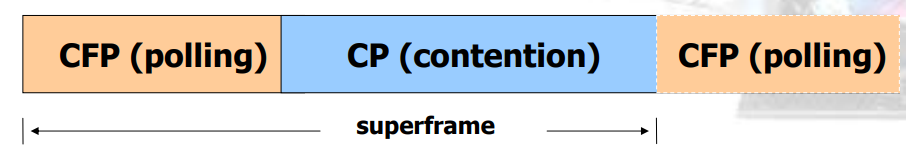 CFP (polling) CP (contention) CFP (polling)
superframe